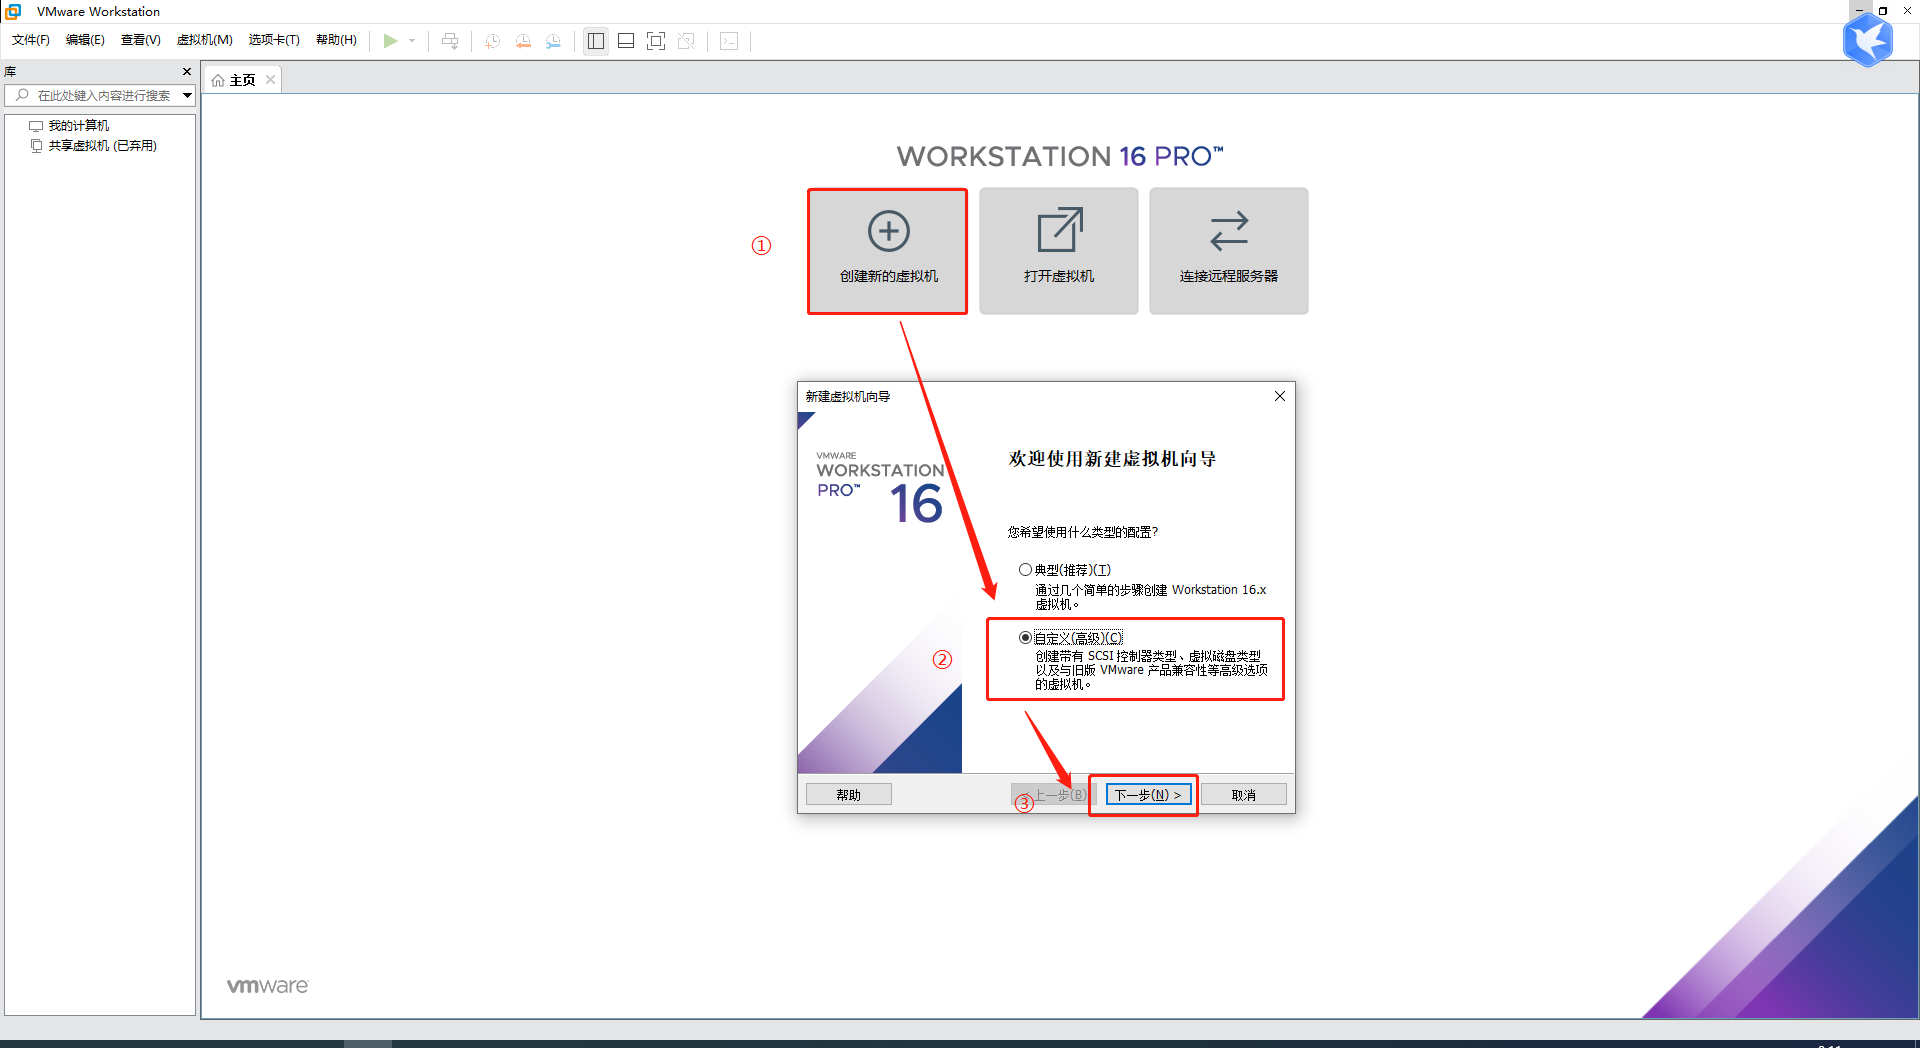 VMware Workstation
文件(F) 编辑(E) 查看(V) 虚拟机(M) 选项卡(T) 帮助(H)
库
在此处键入内容进行搜索
我的计算机
共享虚拟机 (已弃用)
主页
WORKSTATION 16 PRO™
①
创建新的虚拟机
打开虚拟机
连接远程服务器
新建虚拟机向导
VMWARE
WORKSTATION
PRO™ 16
欢迎使用新建虚拟机向导
您希望使用什么类型的配置?
典型(推荐)(T)
通过几个简单的步骤创建 Workstation 16.x
虚拟机。
②
自定义(高级)(C)
创建带有 SCSI 控制器类型、虚拟磁盘类型
以及与旧版 VMware 产品兼容性等高级选项
的虚拟机。
帮助
③
上一步(B)
下一步(N) >
取消
vmware